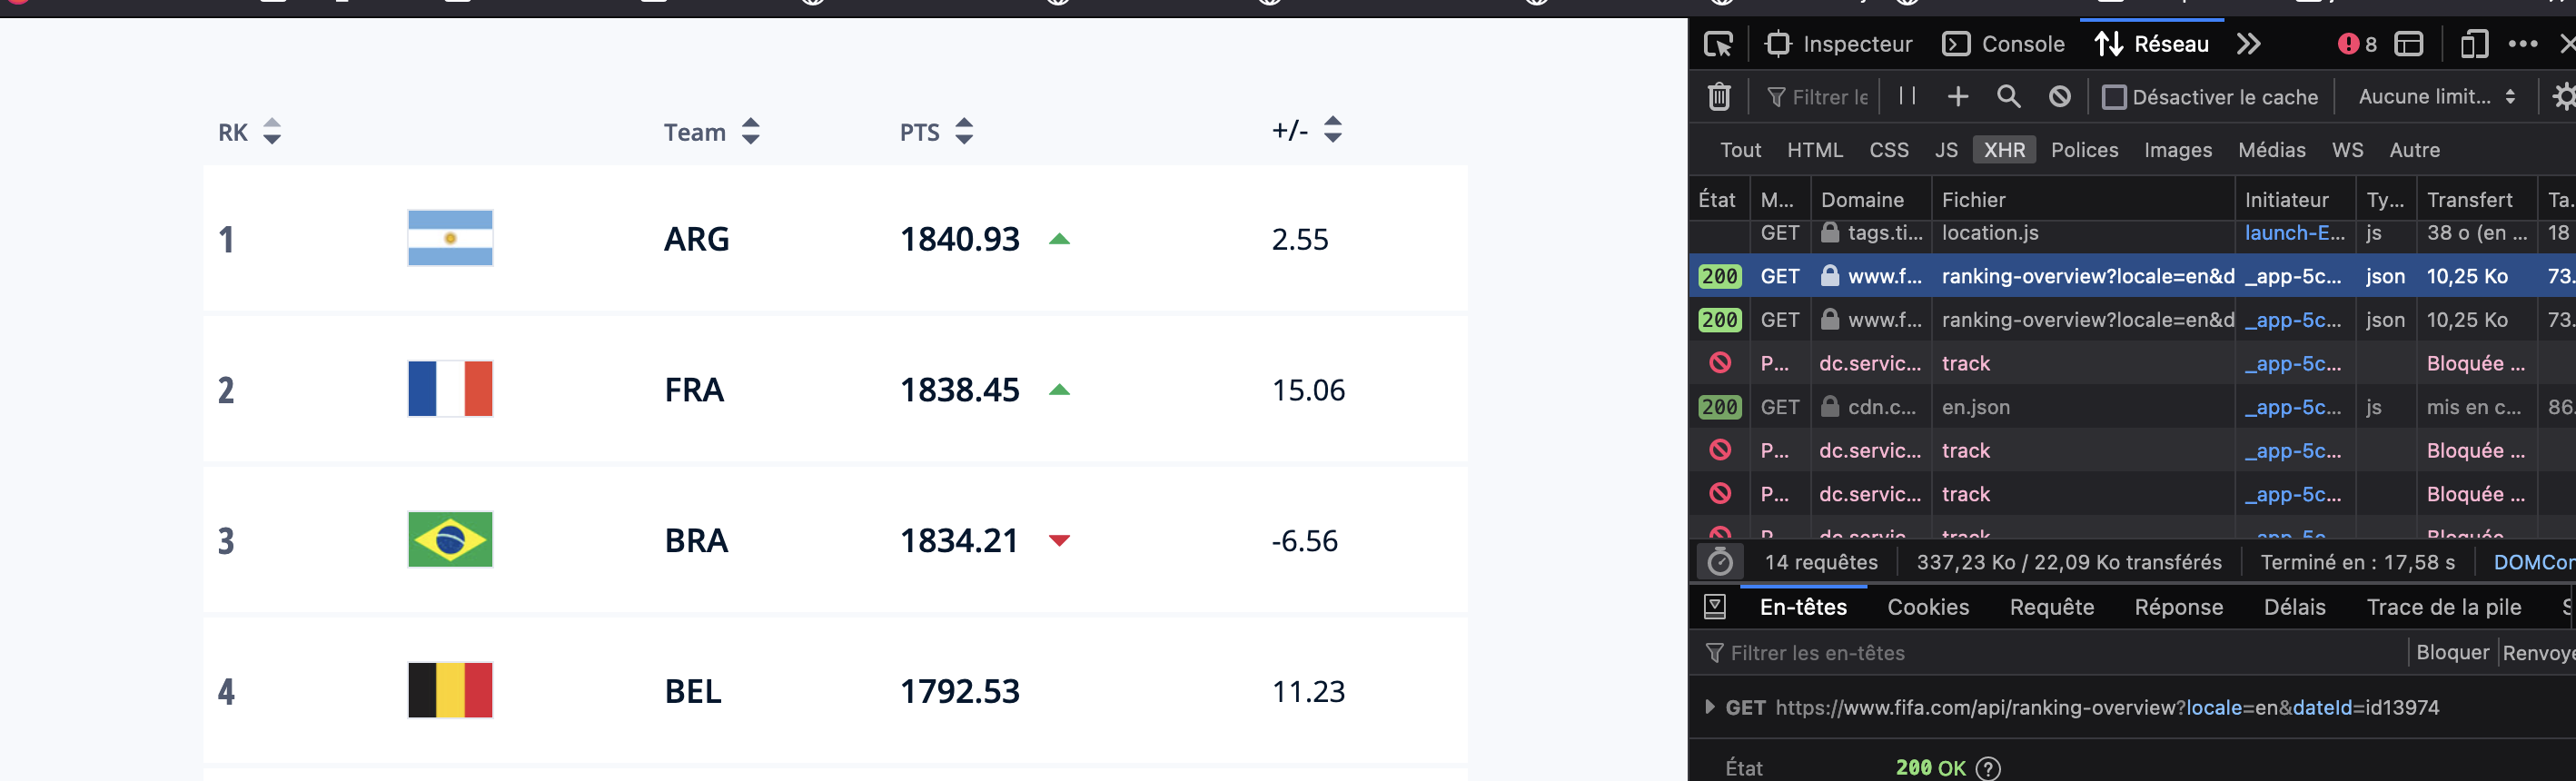 RK Team PTS +/-
1 ARG 1840.93 2.55
2 FRA 1838.45 15.06
3 BRA 1834.21 -6.56
4 BEL 1792.53 11.23
Inspecteur Console Réseau 8
Filtrer le Désactiver le cache Aucune limit...
Tout HTML CSS JS XHR Polices Images Médias WS Autre
État M... Domaine Fichier Initiateur Ty... Transfert Ta...
GET tags.ti... location.js launch-E... js 38 o (en ... 18
200 GET www.f... ranking-overview?locale=en&d _app-5c... json 10,25 Ko 73.
200 GET www.f... ranking-overview?locale=en&d _app-5c... json 10,25 Ko 73.
P... dc.servic... track _app-5c... Bloquée ...
200 GET cdn.c... en.json _app-5c... js mis en c... 86.
P... dc.servic... track _app-5c... Bloquée ...
P... dc.servic... track _app-5c... Bloquée ...
14 requêtes 337,23 Ko / 22,09 Ko transférés Terminé en : 17,58 s DOMCon
En-têtes Cookies Requête Réponse Délais Trace de la pile
Filtrer les en-têtes Bloquer Renvoye
GET https://www.fifa.com/api/ranking-overview?locale=en&dateId=id13974
État 200 OK ?